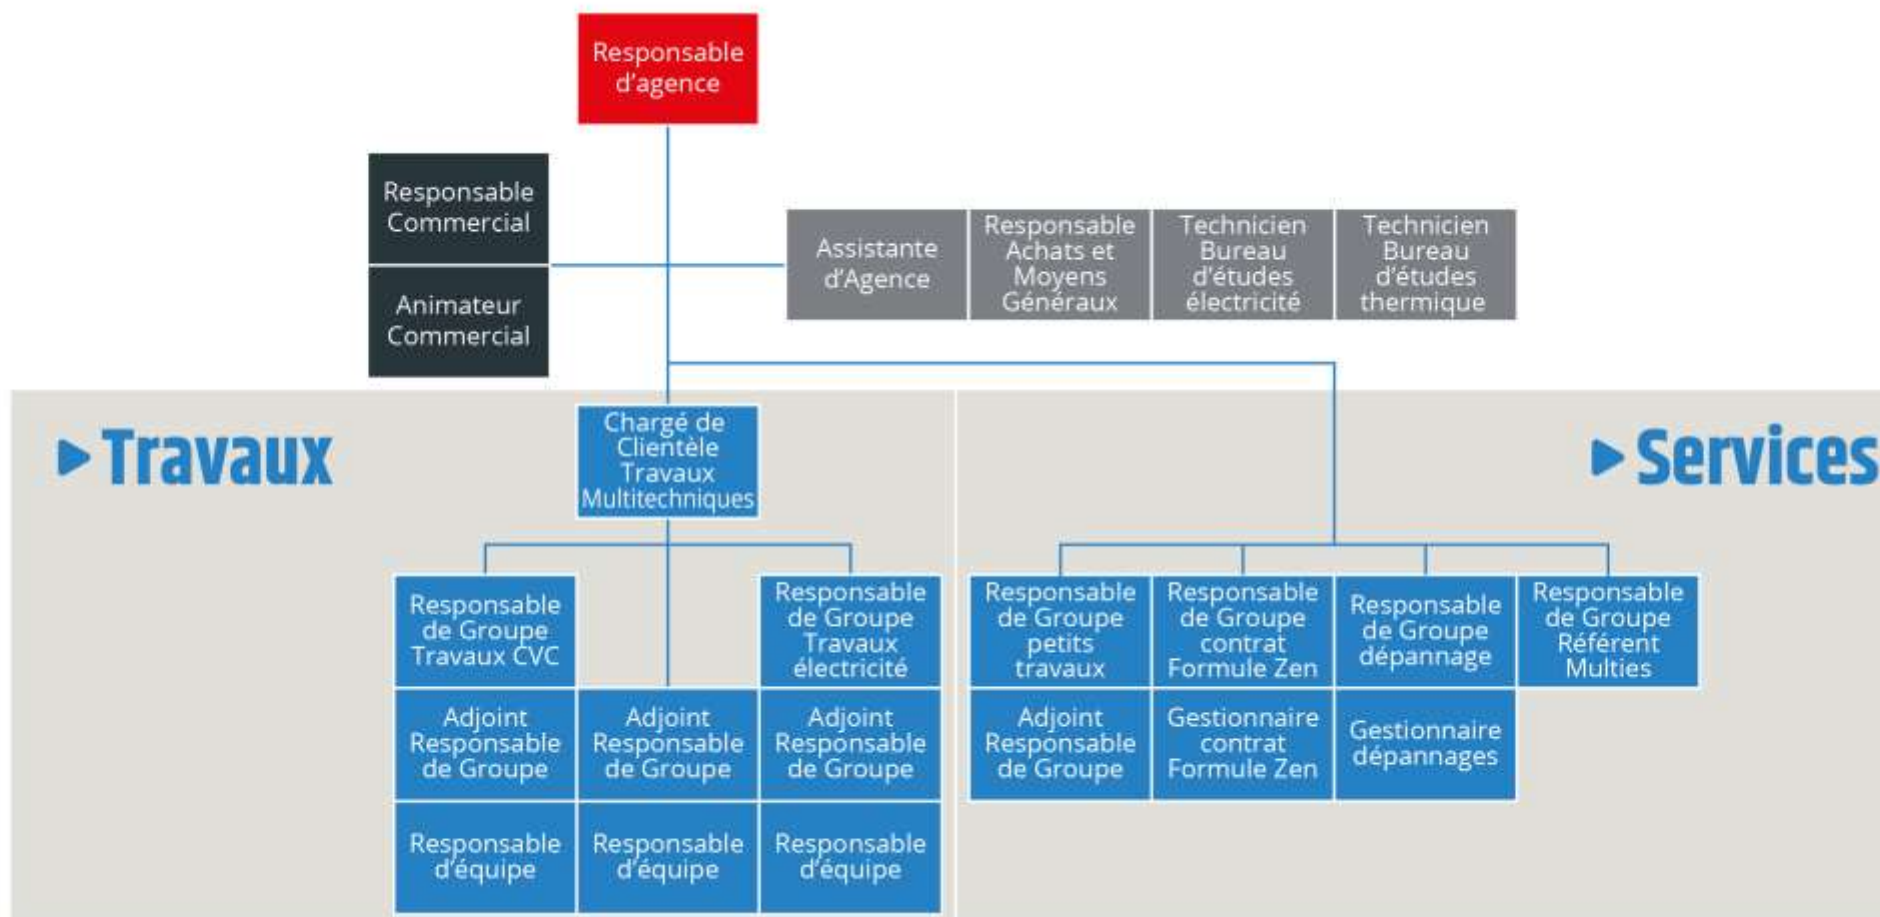 Responsable
d’agence
Responsable
Commercial
Animateur
Commercial
Assistante
d’Agence
Responsable
Achats et
Moyens
Généraux
Technicien
Bureau
d’études
électricité
Technicien
Bureau
d’études
thermique
Travaux
Services
Chargé de
Clientèle
Travaux
Multitechniques
Responsable
de Groupe
Travaux CVC
Responsable
de Groupe
Travaux
électricité
Adjoint
Responsable
de Groupe
Adjoint
Responsable
de Groupe
Adjoint
Responsable
de Groupe
Responsable
d’équipe
Responsable
d’équipe
Responsable
d’équipe
Responsable
de Groupe
petits
travaux
Responsable
de Groupe
contrat
Formule Zen
Responsable
de Groupe
dépannage
Responsable
de Groupe
Référent
Multies
Adjoint
Responsable
de Groupe
Gestionnaire
contrat
Formule Zen
Gestionnaire
dépannages